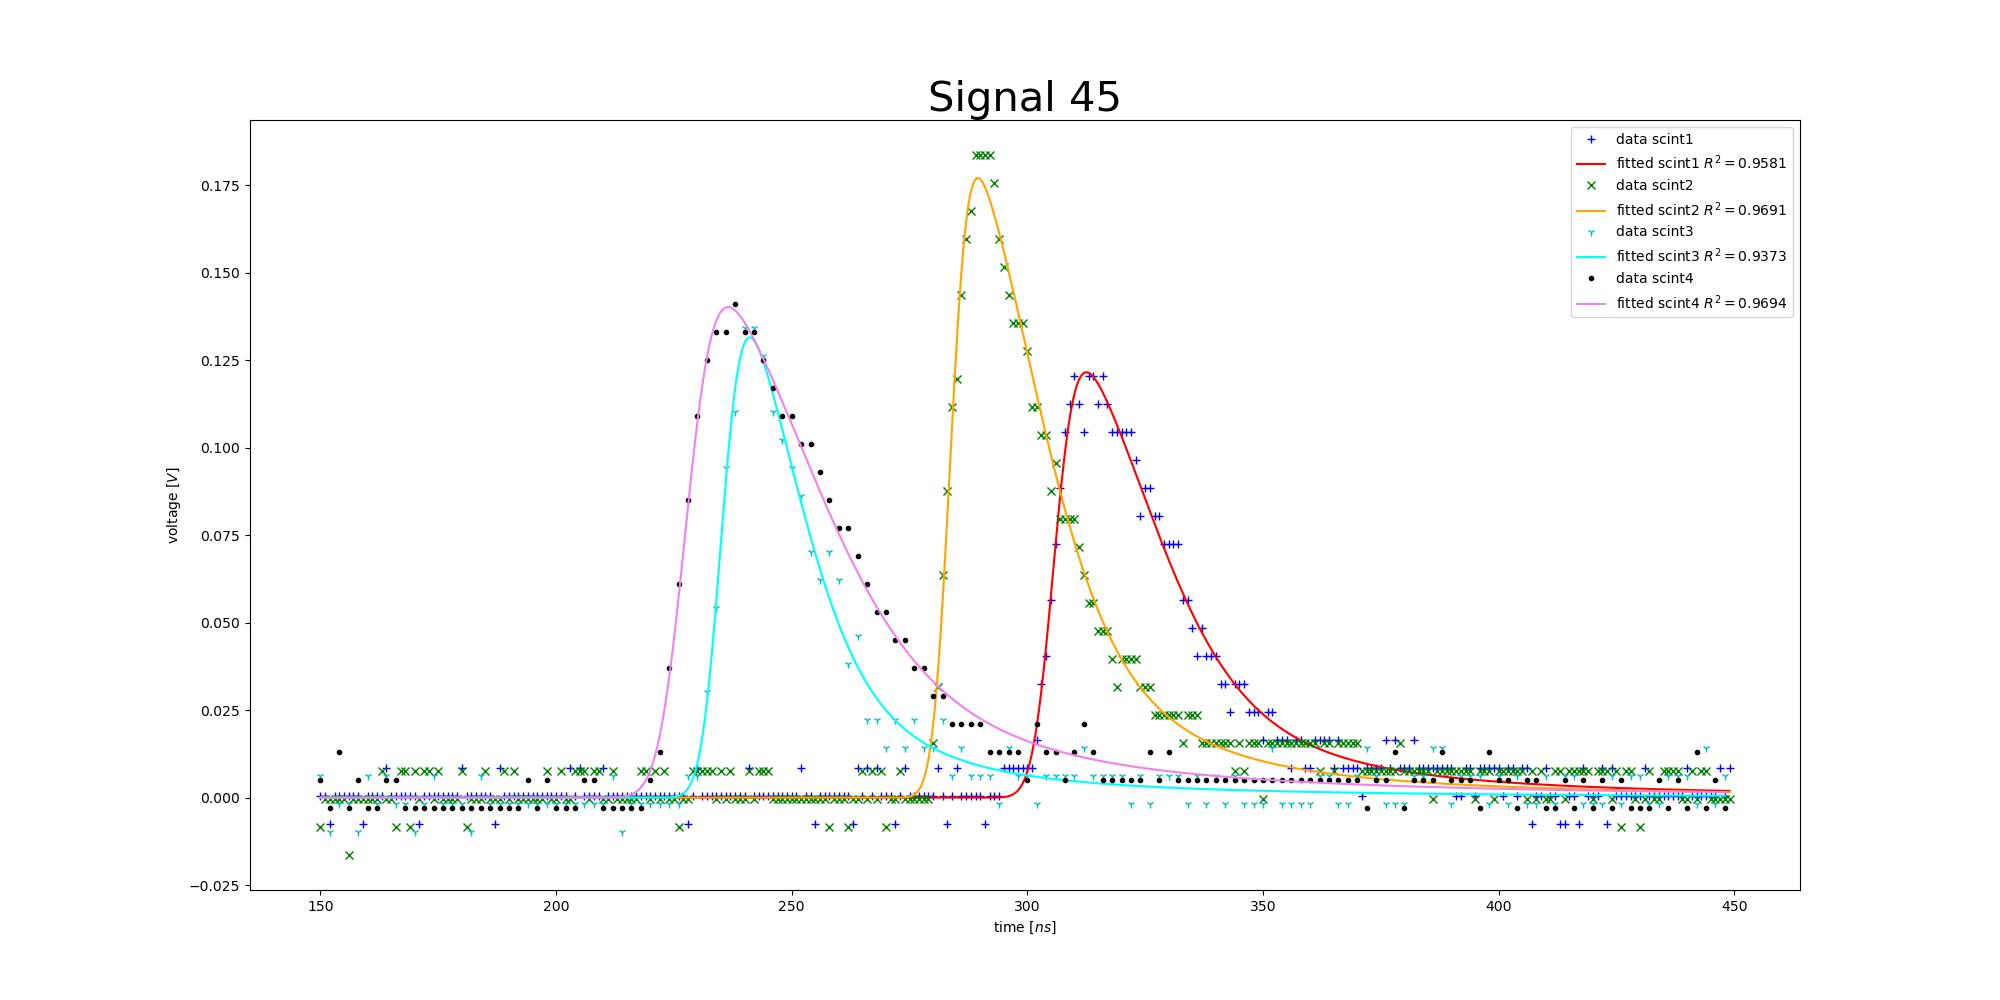 Signal 45
data scint1
fitted scint1 R² = 0.9581
data scint2
fitted scint2 R² = 0.9691
data scint3
fitted scint3 R² = 0.9373
data scint4
fitted scint4 R² = 0.9694
0.175
0.150
0.125
0.100
0.075
0.050
0.025
0.000
−0.025
voltage [V]
150 200 250 300 350 400 450
time [ns]